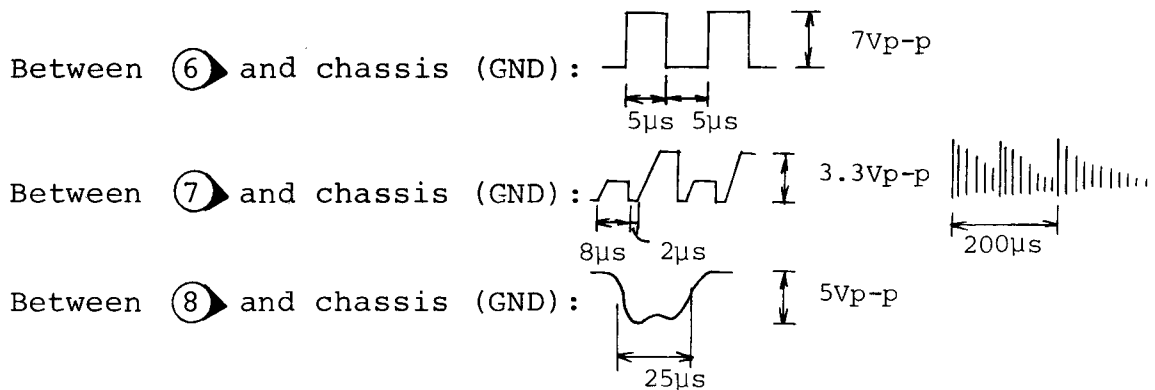 Between 6 and chassis (GND): 7Vp-p
5µs 5µs
Between 7 and chassis (GND): 3.3Vp-p
8µs 2µs 200µs
Between 8 and chassis (GND): 5Vp-p
25µs